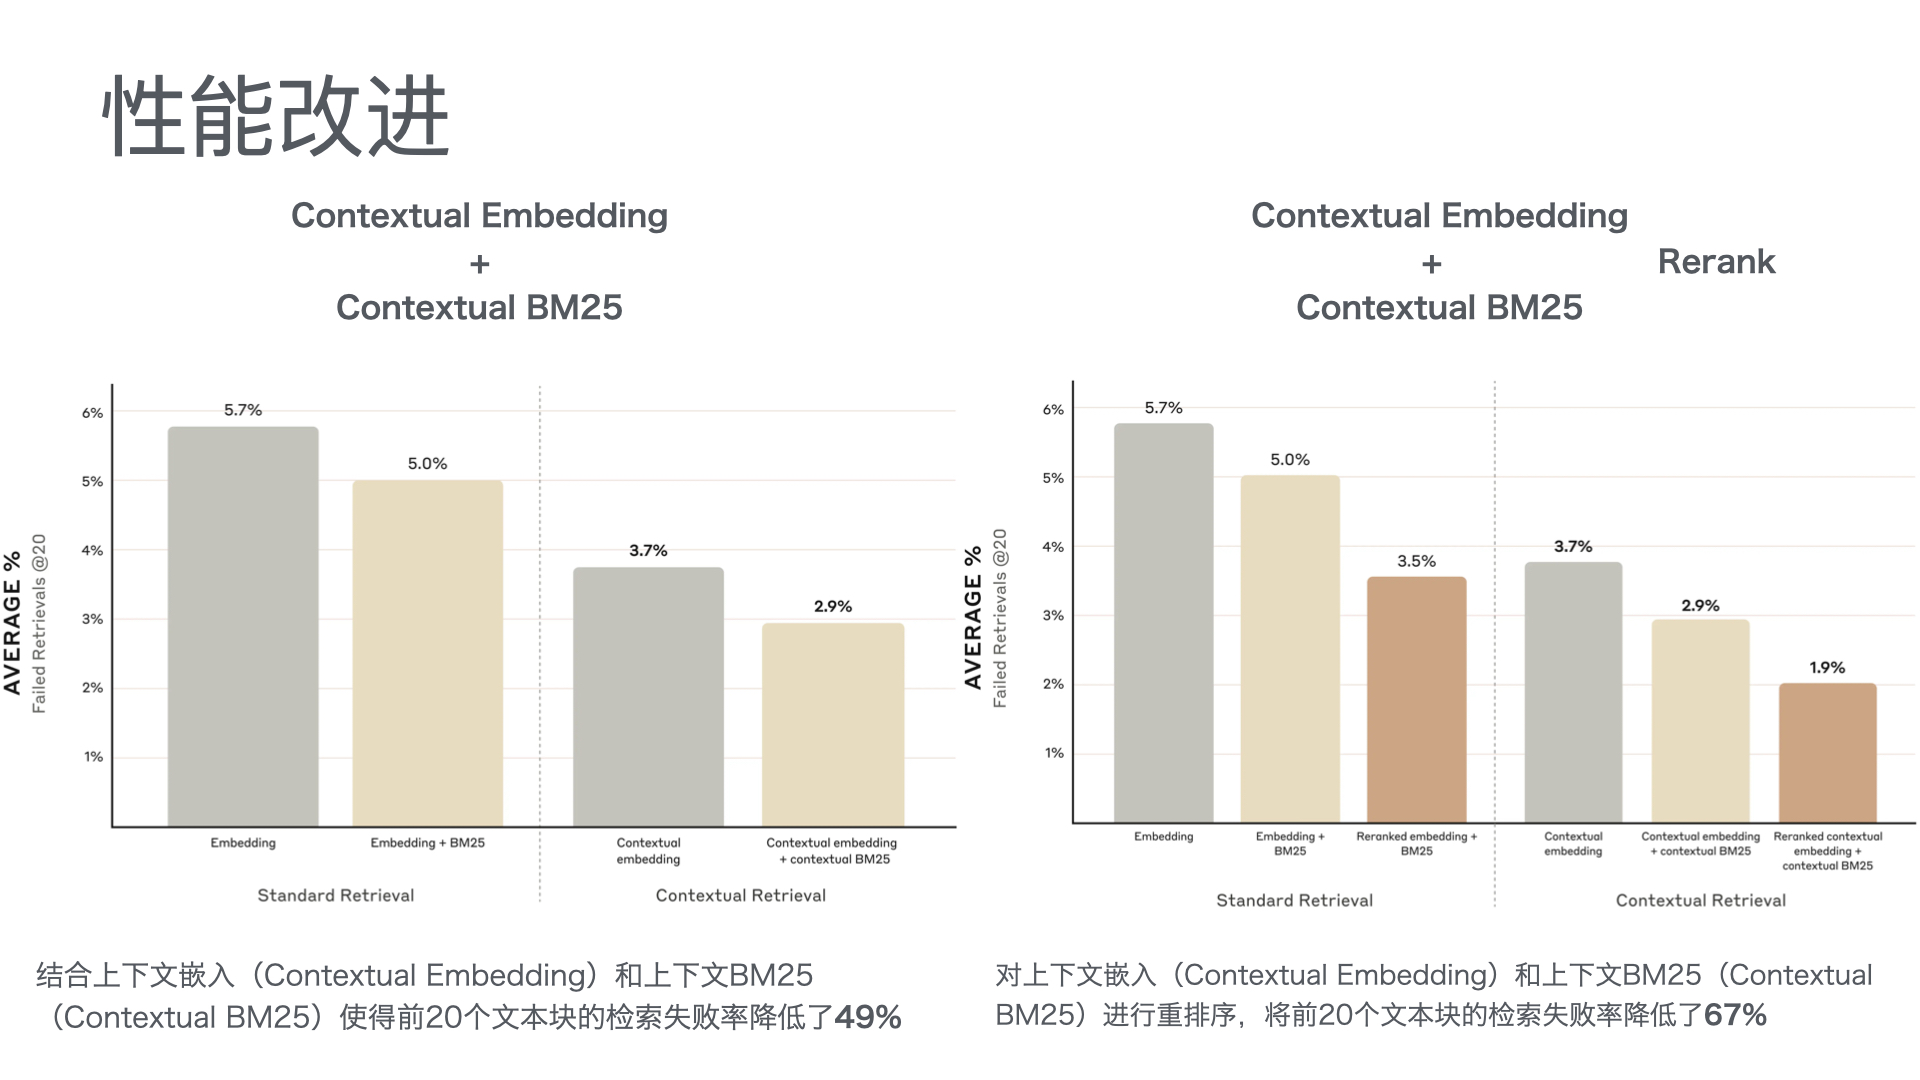 性能改进
Contextual Embedding
+
Contextual BM25
6%
5%
4%
3%
2%
1%
AVERAGE %
Failed Retrievals @20
5.7%
5.0%
3.7%
2.9%
Embedding
Embedding + BM25
Contextual
embedding
Contextual embedding
+ contextual BM25
Standard Retrieval
Contextual Retrieval
结合上下文嵌入（Contextual Embedding）和上下文BM25
（Contextual BM25）使得前20个文本块的检索失败率降低了49%
Contextual Embedding
+
Contextual BM25
Rerank
6%
5%
4%
3%
2%
1%
AVERAGE %
Failed Retrievals @20
5.7%
5.0%
3.5%
3.7%
2.9%
1.9%
Embedding
Embedding +
BM25
Reranked embedding +
BM25
Contextual
embedding
Contextual embedding
+ contextual BM25
Reranked contextual
embedding +
contextual BM25
Standard Retrieval
Contextual Retrieval
对上下文嵌入（Contextual Embedding）和上下文BM25（Contextual
BM25）进行重排序，将前20个文本块的检索失败率降低了67%